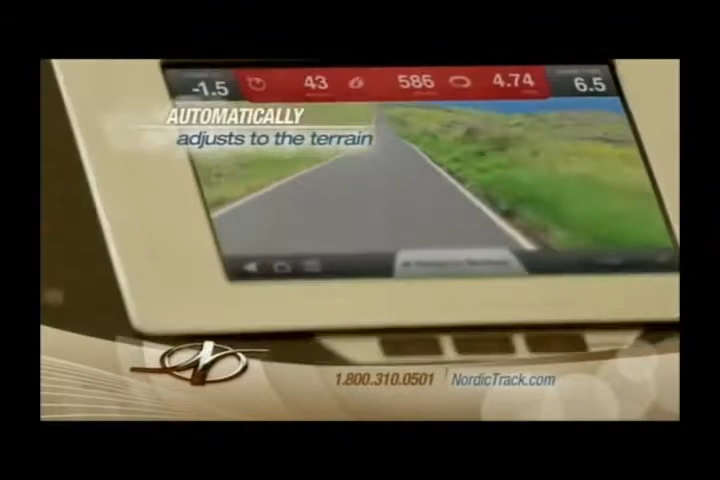 -1.5 43 586 4.74 6.5
AUTOMATICALLY
adjusts to the terrain
1.800.310.0501 NordicTrack.com